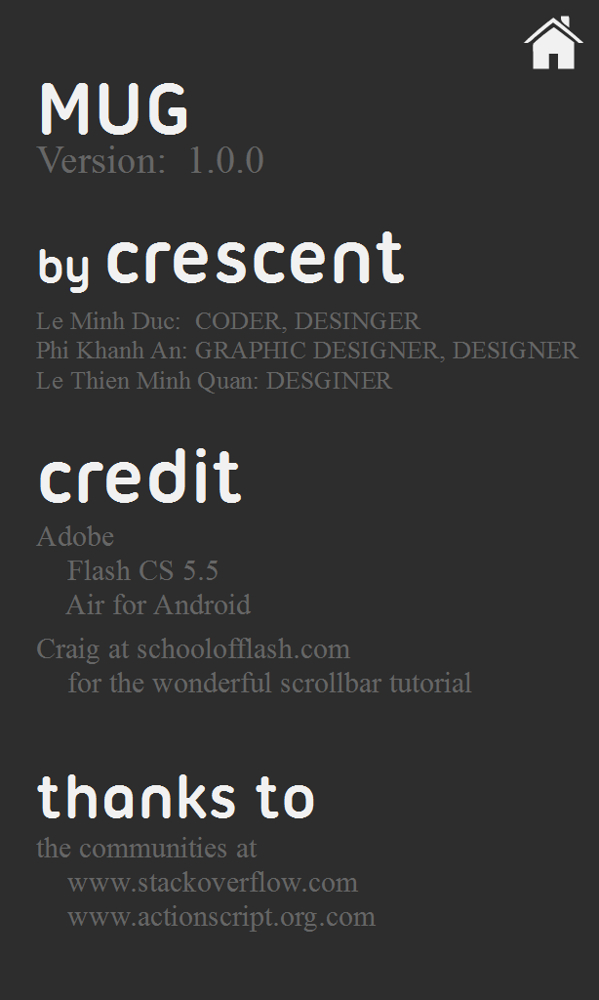 MUG
Version: 1.0.0
by crescent
Le Minh Duc: CODER, DESINGER
Phi Khanh An: GRAPHIC DESIGNER, DESIGNER
Le Thien Minh Quan: DESGINER
credit
Adobe
Flash CS 5.5
Air for Android
Craig at schoolofflash.com
for the wonderful scrollbar tutorial
thanks to
the communities at
www.stackoverflow.com
www.actionscript.org.com